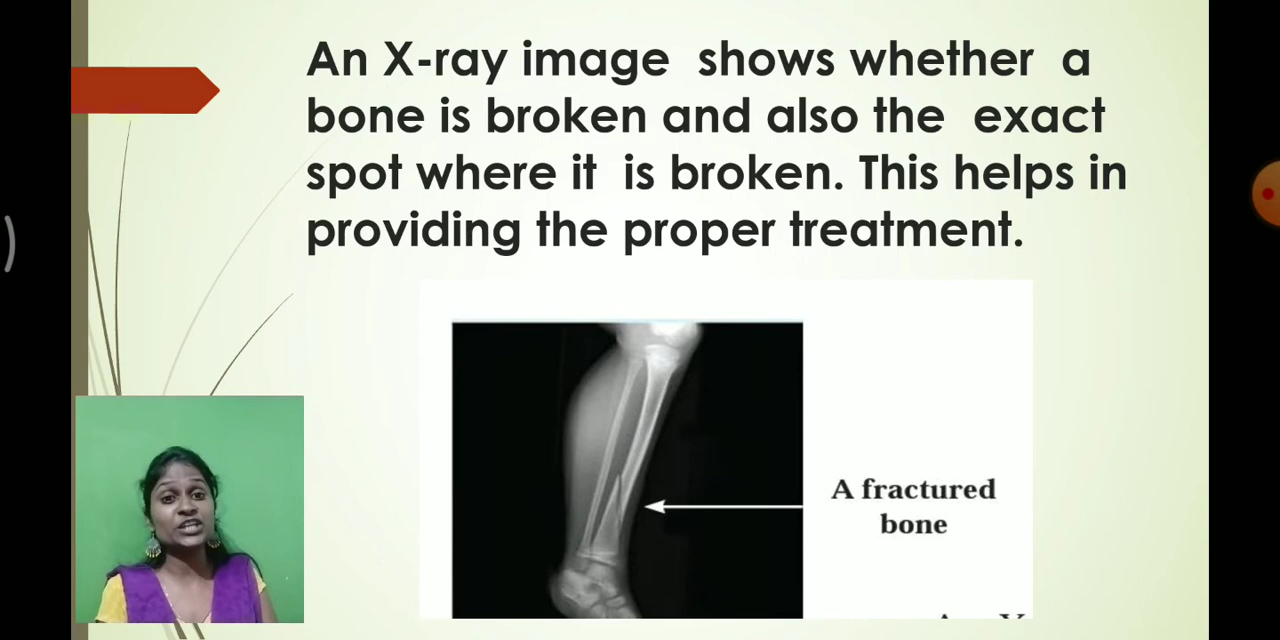 An X-ray image shows whether a
bone is broken and also the exact
spot where it is broken. This helps in
providing the proper treatment.
A fractured
bone